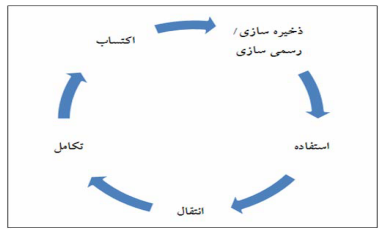 اکتساب
ذخیره سازی/
رسمی سازی
استفاده
انتقال
تکامل